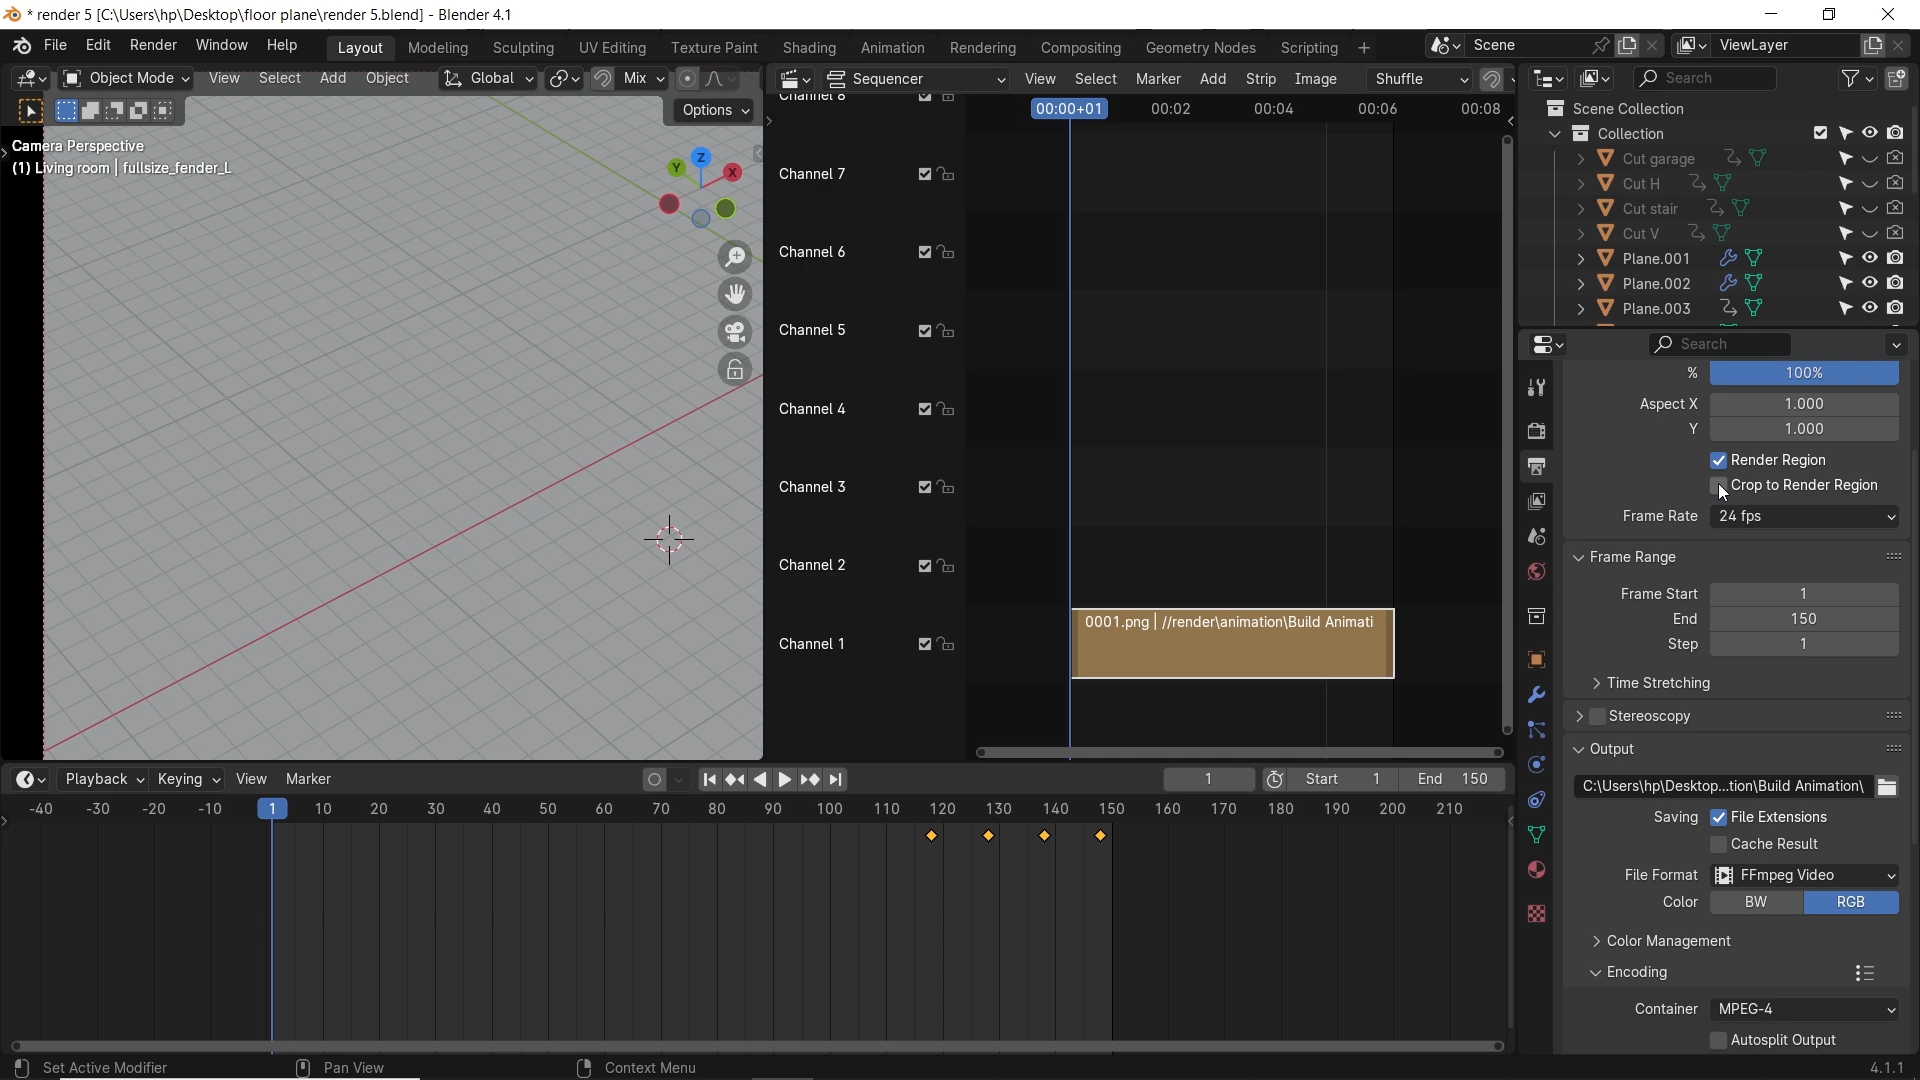 * render 5 [C:\Users\hp\Desktop\floor plane\render 5.blend] - Blender 4.1
File Edit Render Window Help Layout Modeling Sculpting UV Editing Texture Paint Shading Animation Rendering Compositing Geometry Nodes Scripting + Scene ViewLayer
Object Mode View Select Add Object Global Mix
Options
Camera Perspective
(1) Living room | fullsize_fender_L
Z
Y
X
Sequencer View Select Marker Add Strip Image Shuffle
Channel 8
00:00+01 00:02 00:04 00:06 00:08
Channel 7
Channel 6
Channel 5
Channel 4
Channel 3
Channel 2
0001.png | //render\animation\Build Animati
Channel 1
Search
Scene Collection
Collection
Cut garage
Cut H
Cut stair
Cut V
Plane.001
Plane.002
Plane.003
Search
% 100%
Aspect X 1.000
Y 1.000
Render Region
Crop to Render Region
Frame Rate 24 fps
Frame Range
Frame Start 1
End 150
Step 1
Time Stretching
Stereoscopy
Output
C:\Users\hp\Desktop...tion\Build Animation\
Saving File Extensions
Cache Result
File Format FFmpeg Video
Color BW RGB
Color Management
Encoding
Container MPEG-4
Autosplit Output
Playback Keying View Marker 1 Start 1 End 150
-40 -30 -20 -10 1 10 20 30 40 50 60 70 80 90 100 110 120 130 140 150 160 170 180 190 200 210
Set Active Modifier Pan View Context Menu 4.1.1